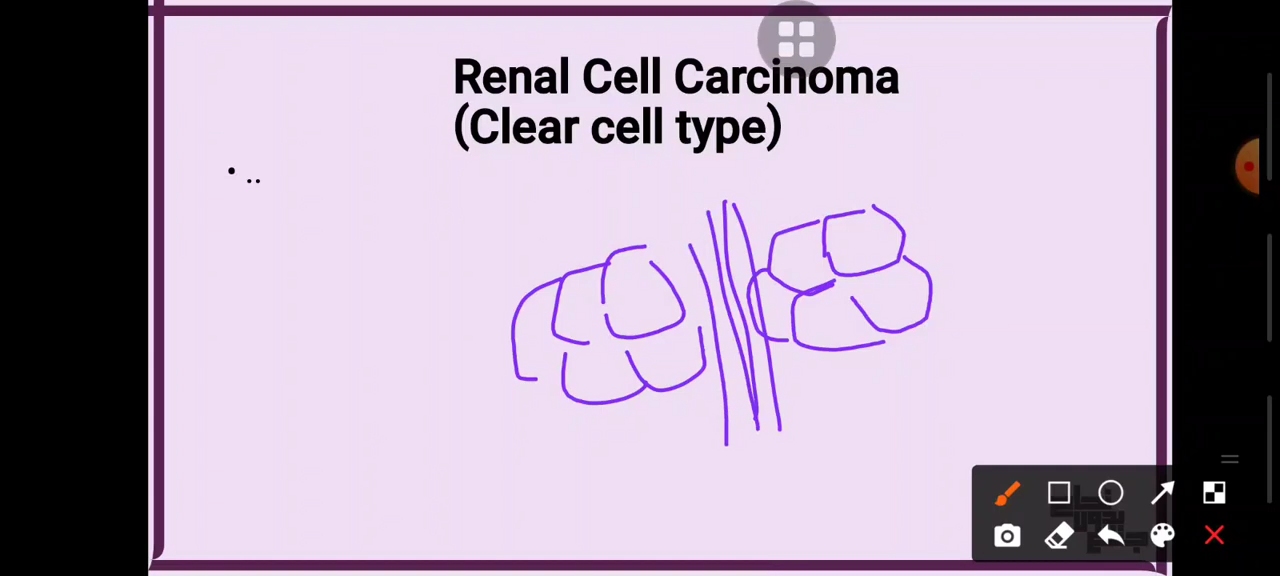 Renal Cell Carcinoma
(Clear cell type)
• ..